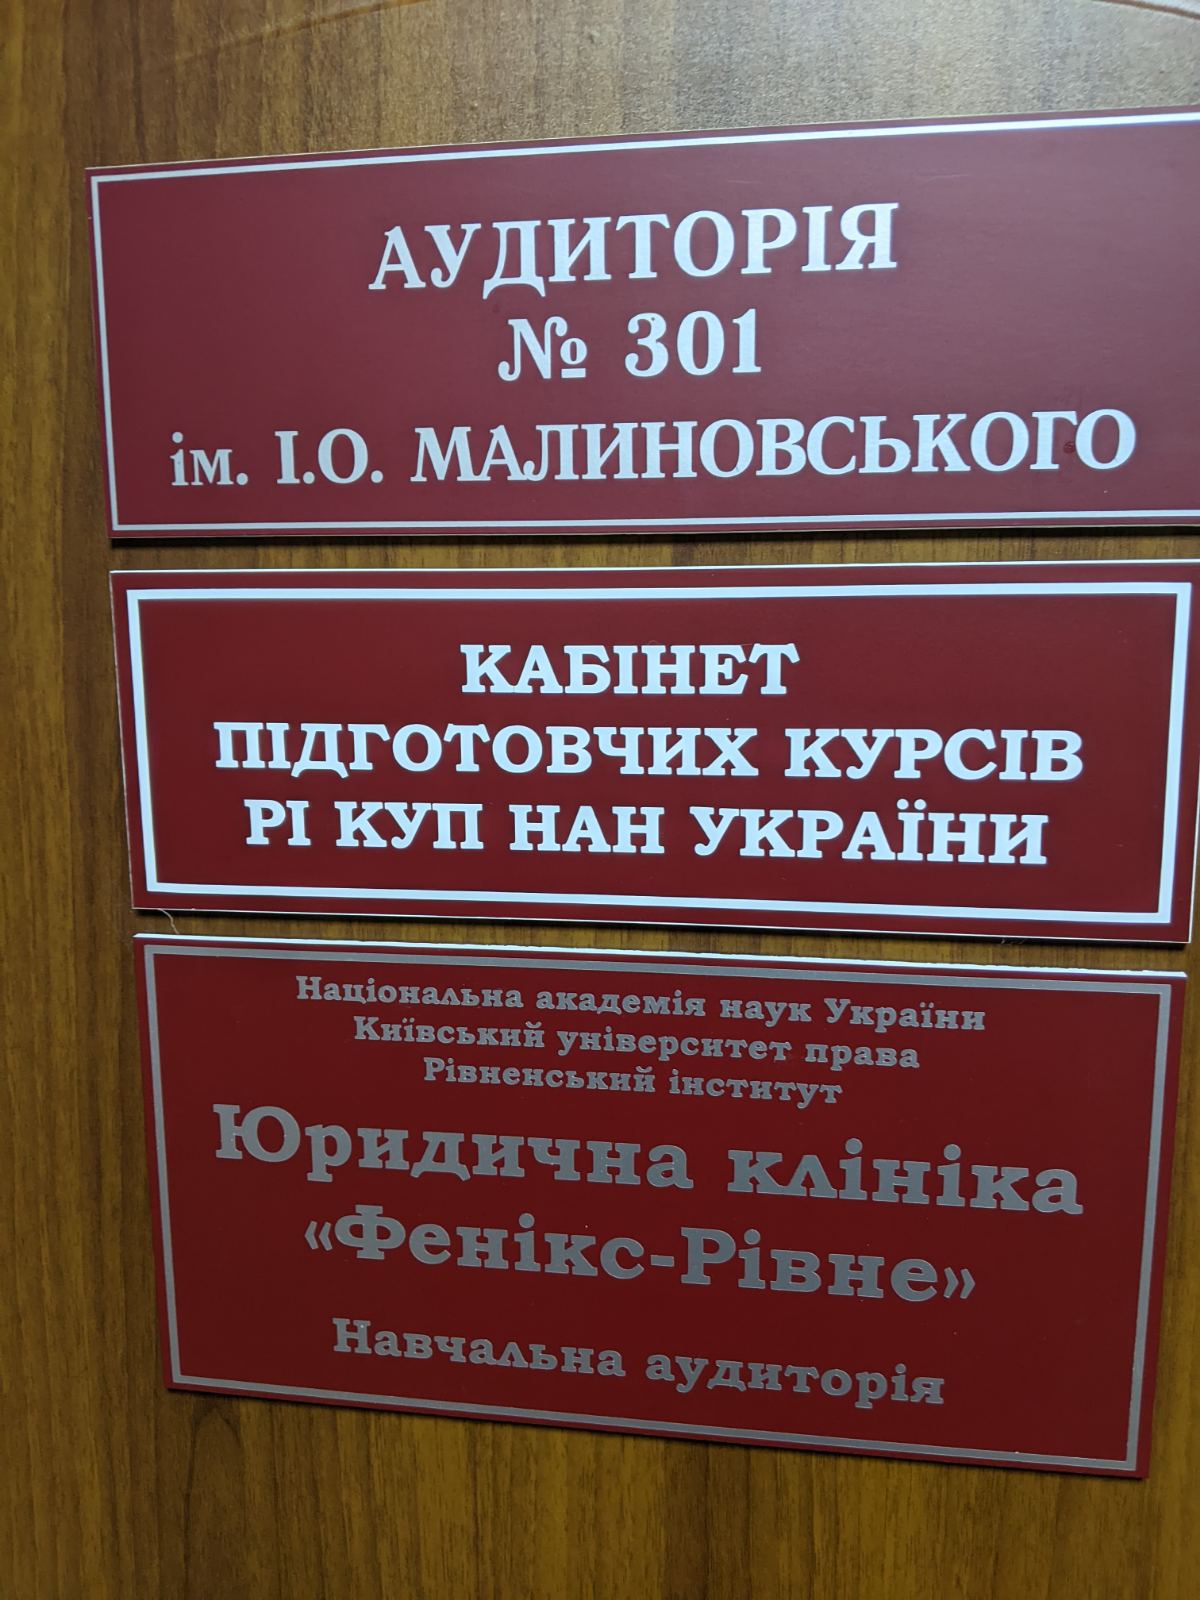 АУДИТОРІЯ
№ 301
ім. І.О. МАЛИНОВСЬКОГО
КАБІНЕТ
ПІДГОТОВЧИХ КУРСІВ
РІ КУП НАН УКРАЇНИ
Національна академія наук України
Київський університет права
Рівненський інститут
Юридична клініка
«Фенікс-Рівне»
Навчальна аудиторія